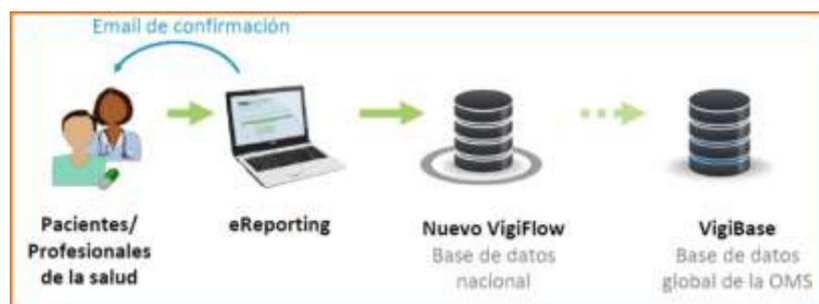 Email de confirmación
Pacientes/
Profesionales
de la salud
eReporting
Nuevo VigiFlow
Base de datos
nacional
VigiBase
Base de datos
global de la OMS